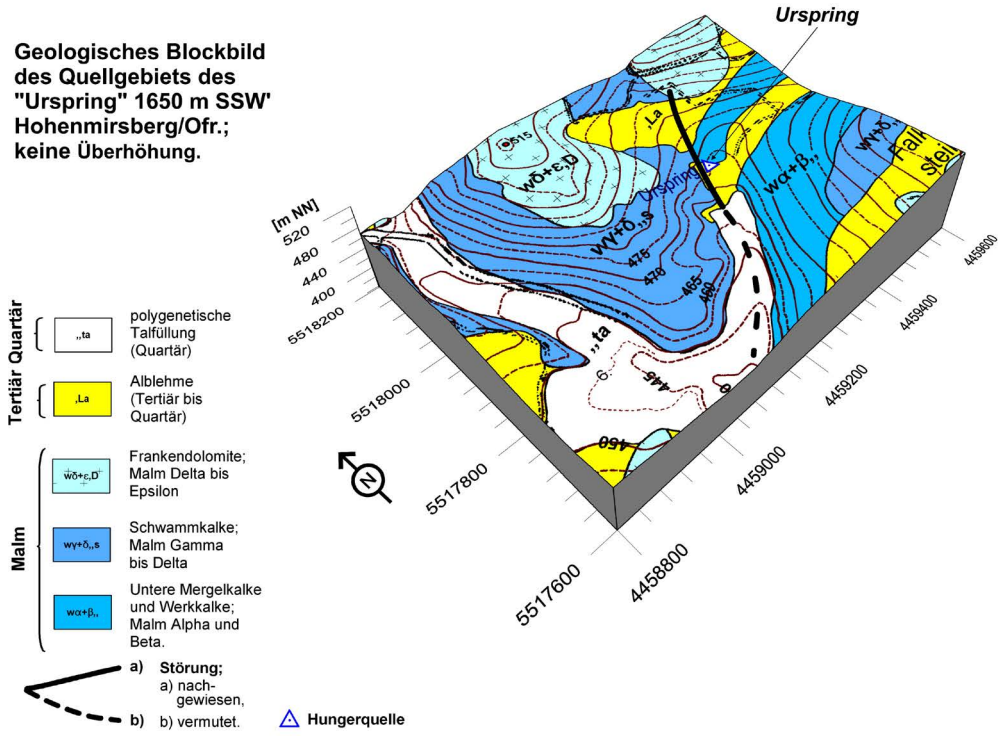 Urspring
Geologisches Blockbild
des Quellgebiets des
"Urspring" 1650 m SSW'
Hohenmirsberg/Ofr.;
keine Überhöhung.
,La
515
wδ+ε,D
Urspring
wγ+δ,,s
wα+β,,
wγ+δ,,
Falk
stei
475
470
465
460
[m NN]
520
480
440
400
5518200
5518000
5517800
5517600
4459600
4459400
4459200
4459000
4458800
,,ta
445
450
N
Tertiär Quartär
,,ta
polygenetische
Talfüllung
(Quartär)
,La
Alblehme
(Tertiär bis
Quartär)
Malm
wδ+ε,D
Frankendolomite;
Malm Delta bis
Epsilon
wγ+δ,,s
Schwammkalke;
Malm Gamma
bis Delta
wα+β,,
Untere Mergelkalke
und Werkkalke;
Malm Alpha und
Beta.
a) Störung;
a) nach-
gewiesen,
b) b) vermutet.
Hungerquelle